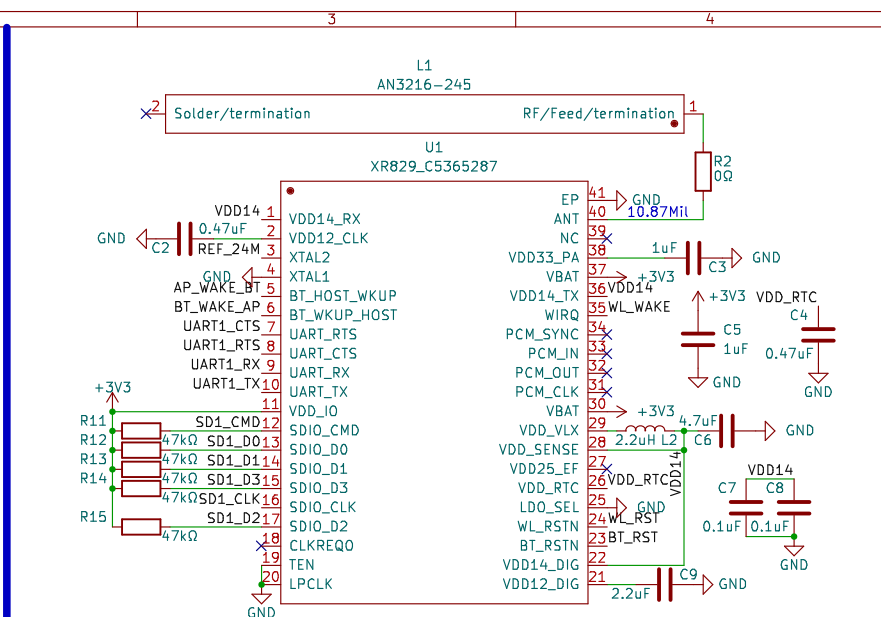 3 4
L1
AN3216-245
2 Solder/termination RF/Feed/termination 1
U1
XR829_C5365287
R2
0Ω
10.87Mil
VDD14 1 VDD14_RX
GND C2 0.47uF 2 VDD12_CLK
REF_24M 3 XTAL2
GND 4 XTAL1
AP_WAKE_BT 5 BT_HOST_WKUP
BT_WAKE_AP 6 BT_WKUP_HOST
UART1_CTS 7 UART_RTS
UART1_RTS 8 UART_CTS
UART1_RX 9 UART_RX
UART1_TX 10 UART_TX
+3V3 11 VDD_IO
R11 47kΩ SD1_CMD 12 SDIO_CMD
R12 47kΩ SD1_D0 13 SDIO_D0
R13 47kΩ SD1_D1 14 SDIO_D1
R14 47kΩ SD1_D3 15 SDIO_D3
SD1_CLK 16 SDIO_CLK
R15 47kΩ SD1_D2 17 SDIO_D2
18 CLKREQO
19 TEN
20 LPCLK
GND
EP 41 GND
ANT 40
NC 39
VDD33_PA 38 1uF C3 GND
VBAT 37 +3V3
VDD14_TX 36 VDD14
WIRQ 35 WL_WAKE
PCM_SYNC 34
PCM_IN 33
PCM_OUT 32
PCM_CLK 31
VBAT 30 +3V3
VDD_VLX 29 2.2uH L2 4.7uF C6 GND
VDD_SENSE 28
VDD25_EF 27
VDD_RTC 26 VDD_RTC
LDO_SEL 25 GND
WL_RSTN 24 WL_RST
BT_RSTN 23 BT_RST
VDD14_DIG 22 VDD14
VDD12_DIG 21 2.2uF C9 GND
+3V3
C5
1uF
GND
VDD_RTC
C4
0.47uF
GND
VDD14
C7 C8
0.1uF 0.1uF
GND